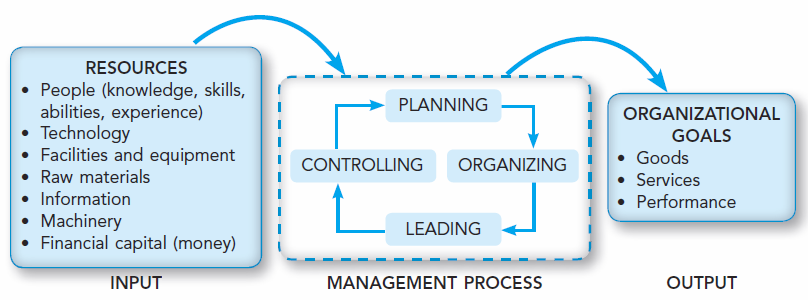 RESOURCES
• People (knowledge, skills,
abilities, experience)
• Technology
• Facilities and equipment
• Raw materials
• Information
• Machinery
• Financial capital (money)
INPUT
PLANNING
ORGANIZING
LEADING
CONTROLLING
MANAGEMENT PROCESS
ORGANIZATIONAL
GOALS
• Goods
• Services
• Performance
OUTPUT